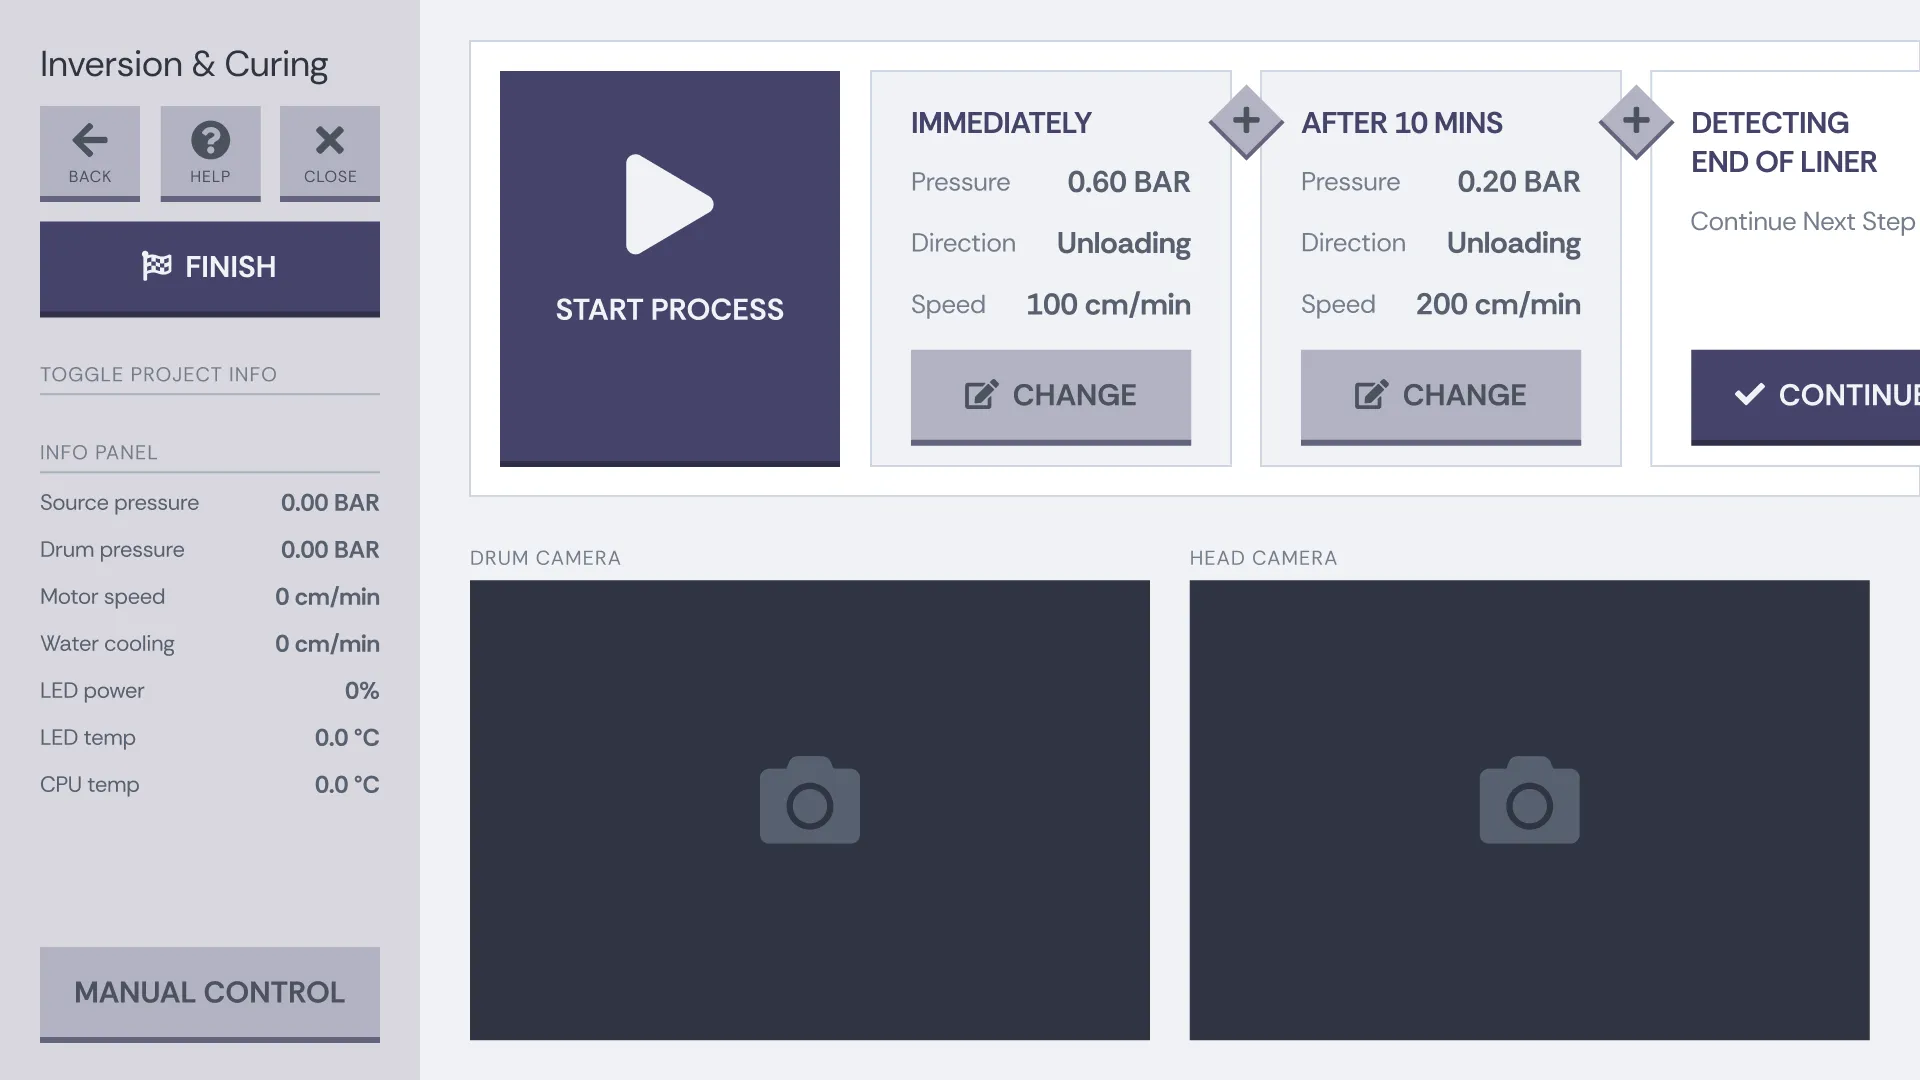 Inversion & Curing
BACK
HELP
CLOSE
FINISH
TOGGLE PROJECT INFO
INFO PANEL
Source pressure 0.00 BAR
Drum pressure 0.00 BAR
Motor speed 0 cm/min
Water cooling 0 cm/min
LED power 0%
LED temp 0.0 °C
CPU temp 0.0 °C
MANUAL CONTROL
START PROCESS
IMMEDIATELY
Pressure 0.60 BAR
Direction Unloading
Speed 100 cm/min
CHANGE
AFTER 10 MINS
Pressure 0.20 BAR
Direction Unloading
Speed 200 cm/min
CHANGE
DETECTING
END OF LINER
Continue Next Step
CONTINUE
DRUM CAMERA
HEAD CAMERA